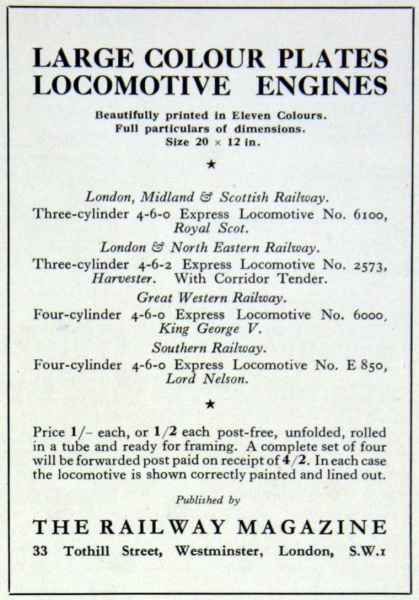 LARGE COLOUR PLATES
LOCOMOTIVE ENGINES
Beautifully printed in Eleven Colours.
Full particulars of dimensions.
Size 20 × 12 in.
★
London, Midland & Scottish Railway.
Three-cylinder 4-6-0 Express Locomotive No. 6100,
Royal Scot.
London & North Eastern Railway.
Three-cylinder 4-6-2 Express Locomotive No. 2573,
Harvester. With Corridor Tender.
Great Western Railway.
Four-cylinder 4-6-0 Express Locomotive No. 6000,
King George V.
Southern Railway.
Four-cylinder 4-6-0 Express Locomotive No. E 850,
Lord Nelson.
★
Price 1/– each, or 1/2 each post-free, unfolded, rolled
in a tube and ready for framing. A complete set of four
will be forwarded post paid on receipt of 4/2. In each case
the locomotive is shown correctly painted and lined out.
Published by
THE RAILWAY MAGAZINE
33 Tothill Street, Westminster, London, S.W.1